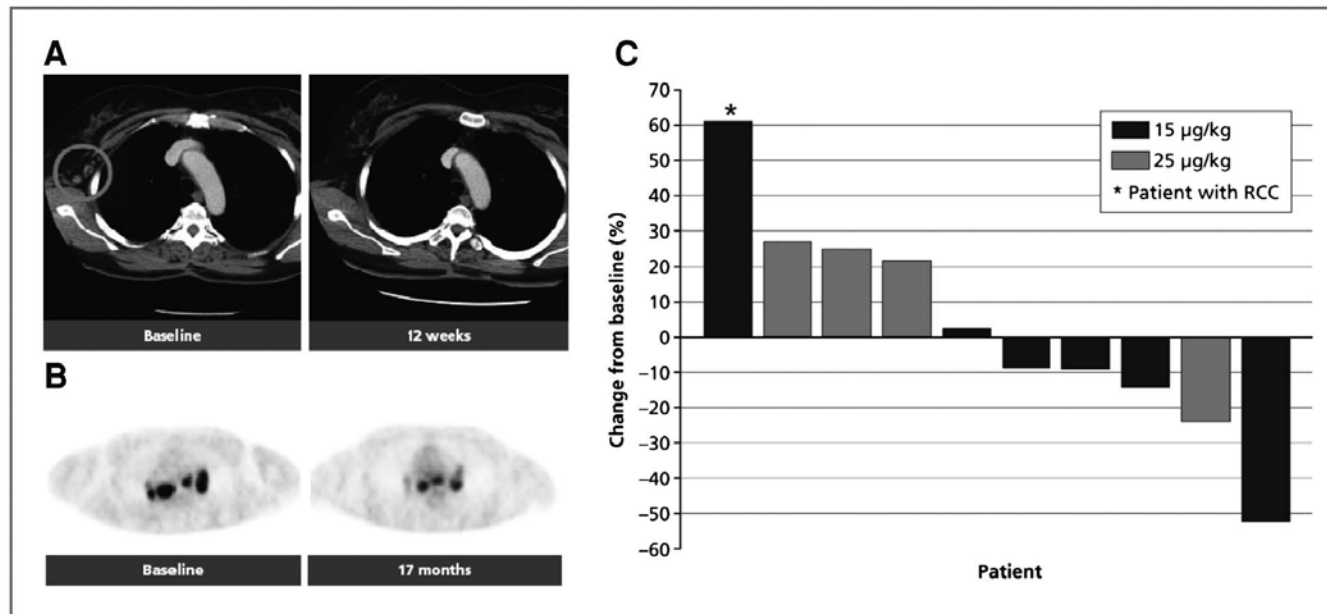 A
Baseline
12 weeks
B
Baseline
17 months
C
Change from baseline (%)
70
60
50
40
30
20
10
0
–10
–20
–30
–40
–50
–60
*
15 µg/kg
25 µg/kg
* Patient with RCC
Patient